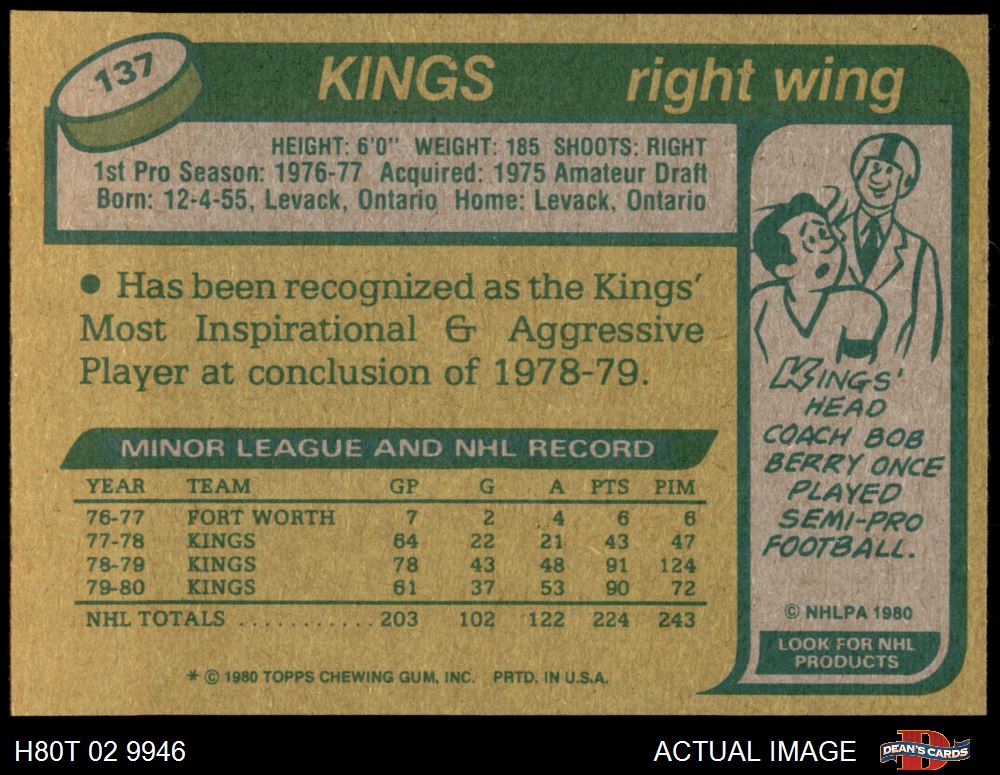 137
KINGS right wing
HEIGHT: 6'0" WEIGHT: 185 SHOOTS: RIGHT
1st Pro Season: 1976-77 Acquired: 1975 Amateur Draft
Born: 12-4-55, Levack, Ontario Home: Levack, Ontario
● Has been recognized as the Kings'
Most Inspirational & Aggressive
Player at conclusion of 1978-79.
MINOR LEAGUE AND NHL RECORD
YEAR TEAM GP G A PTS PIM
76-77 FORT WORTH 7 2 4 6 6
77-78 KINGS 64 22 21 43 47
78-79 KINGS 78 43 48 91 124
79-80 KINGS 61 37 53 90 72
NHL TOTALS ........... 203 102 122 224 243
* © 1980 TOPPS CHEWING GUM, INC. PRTD. IN U.S.A.
KINGS'
HEAD
COACH BOB
BERRY ONCE
PLAYED
SEMI-PRO
FOOTBALL.
© NHLPA 1980
LOOK FOR NHL
PRODUCTS
H80T 02 9946
ACTUAL IMAGE
DEAN'S CARDS